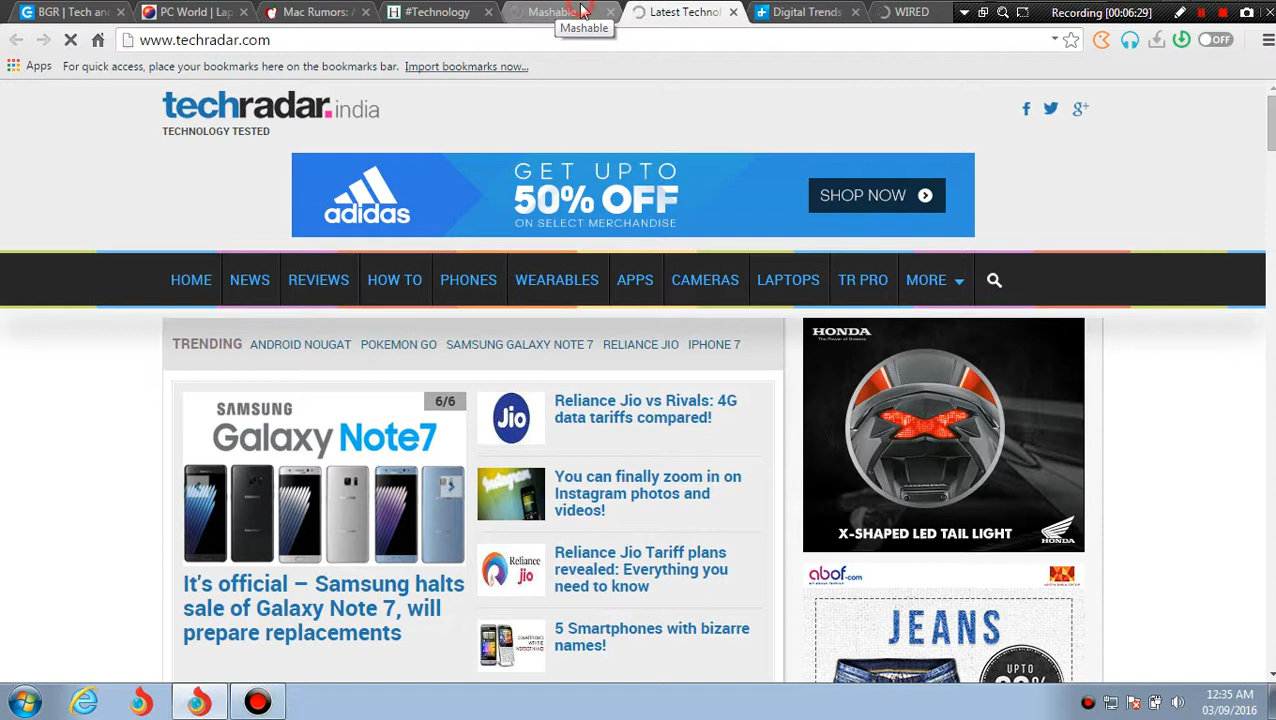 BGR | Tech anc
PC World | La
Mac Rumors: A
#Technology
Mashable
Latest Technol
Digital Trends
WIRED
Recording [00:06:29]
Mashable
www.techradar.com
OFF
Apps For quick access, place your bookmarks here on the bookmarks bar. Import bookmarks now...
techradar.india
TECHNOLOGY TESTED
f g+
adidas
GET UPTO
50% OFF
ON SELECT MERCHANDISE
SHOP NOW
HOME NEWS REVIEWS HOW TO PHONES WEARABLES APPS CAMERAS LAPTOPS TR PRO MORE
TRENDING ANDROID NOUGAT POKEMON GO SAMSUNG GALAXY NOTE 7 RELIANCE JIO IPHONE 7
SAMSUNG
Galaxy Note7
6/6
It's official – Samsung halts
sale of Galaxy Note 7, will
prepare replacements
Jio
Reliance Jio vs Rivals: 4G
data tariffs compared!
Instagram
You can finally zoom in on
Instagram photos and
videos!
Reliance
Jio
Reliance Jio Tariff plans
revealed: Everything you
need to know
5 Smartphones with bizarre
names!
HONDA
The Power of Dreams
X-SHAPED LED TAIL LIGHT
HONDA
abof.com
JEANS
UPTO
12:35 AM
03/09/2016